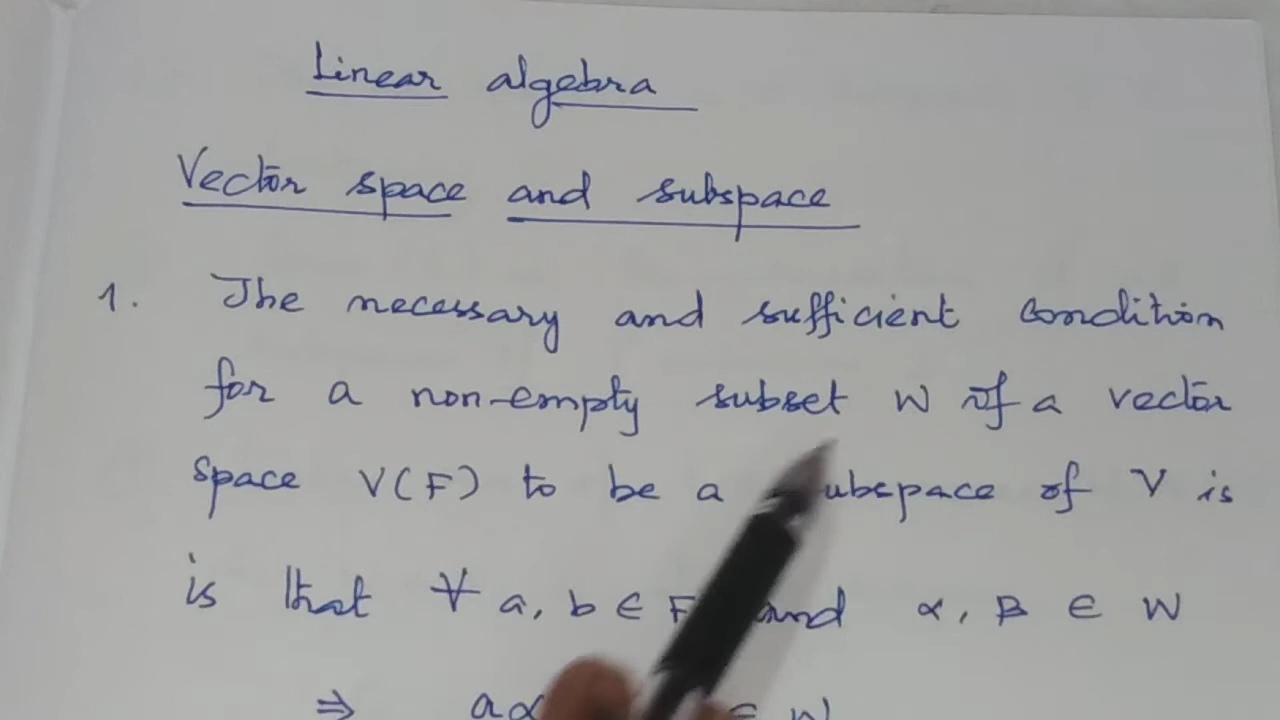 Linear algebra
Vector space and subspace
1. The necessary and sufficient condition
for a non-empty subset W of a vector
space V(F) to be a subspace of V is
is that ∀ a, b ∈ F and α, β ∈ W
⇒ aα ∈ W